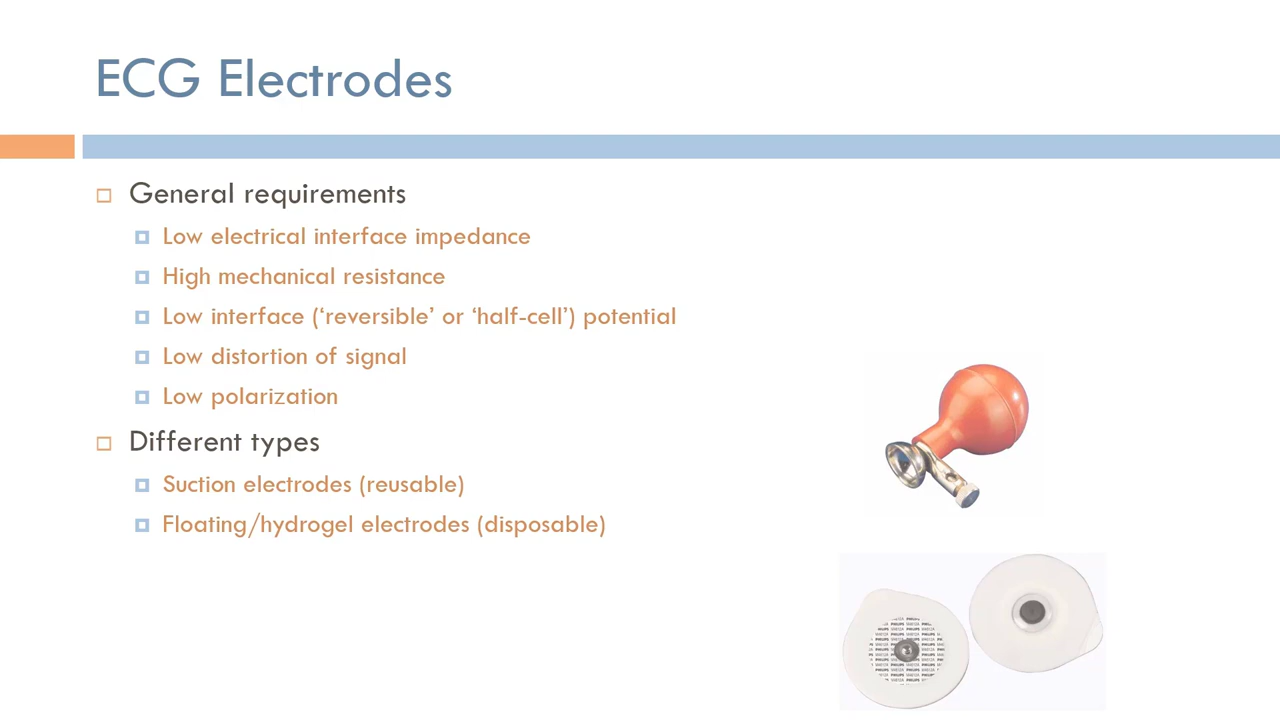 ECG Electrodes
General requirements
Low electrical interface impedance
High mechanical resistance
Low interface (‘reversible’ or ‘half-cell’) potential
Low distortion of signal
Low polarization
Different types
Suction electrodes (reusable)
Floating/hydrogel electrodes (disposable)